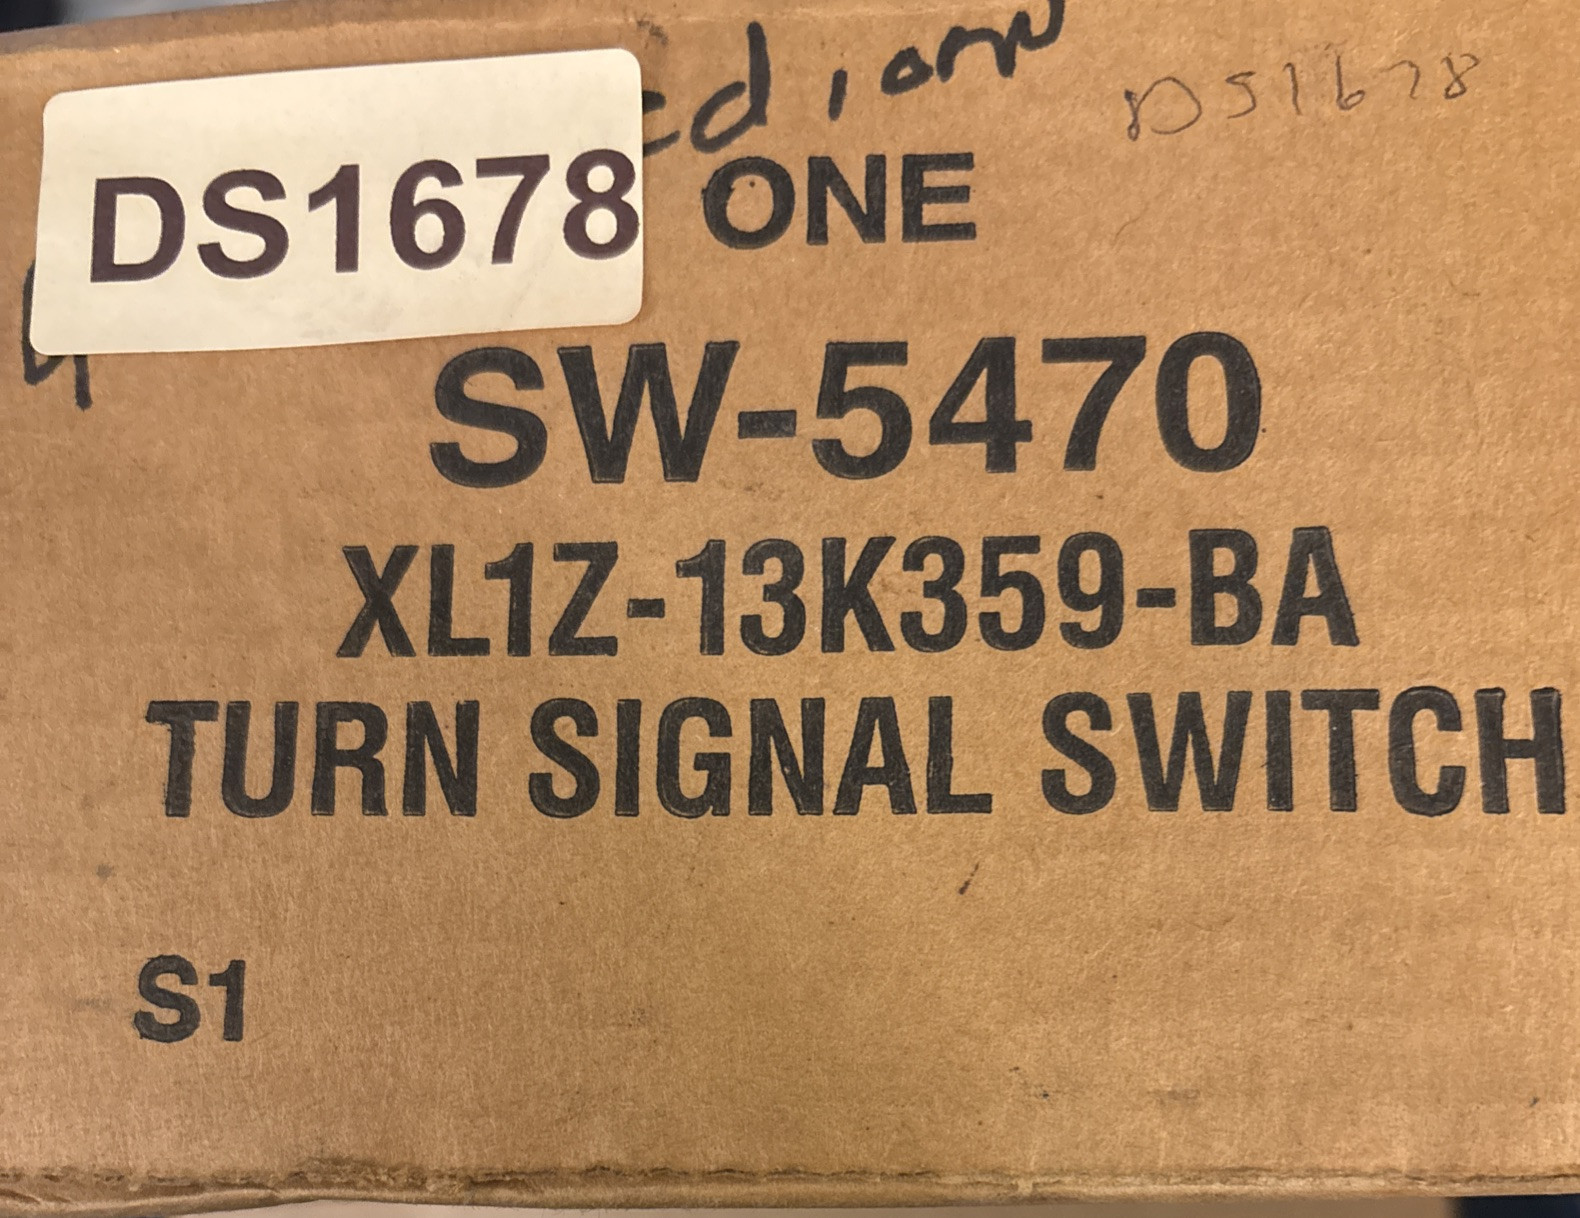 DS1678
DS1678
ONE
SW-5470
XL1Z-13K359-BA
TURN SIGNAL SWITCH
S1